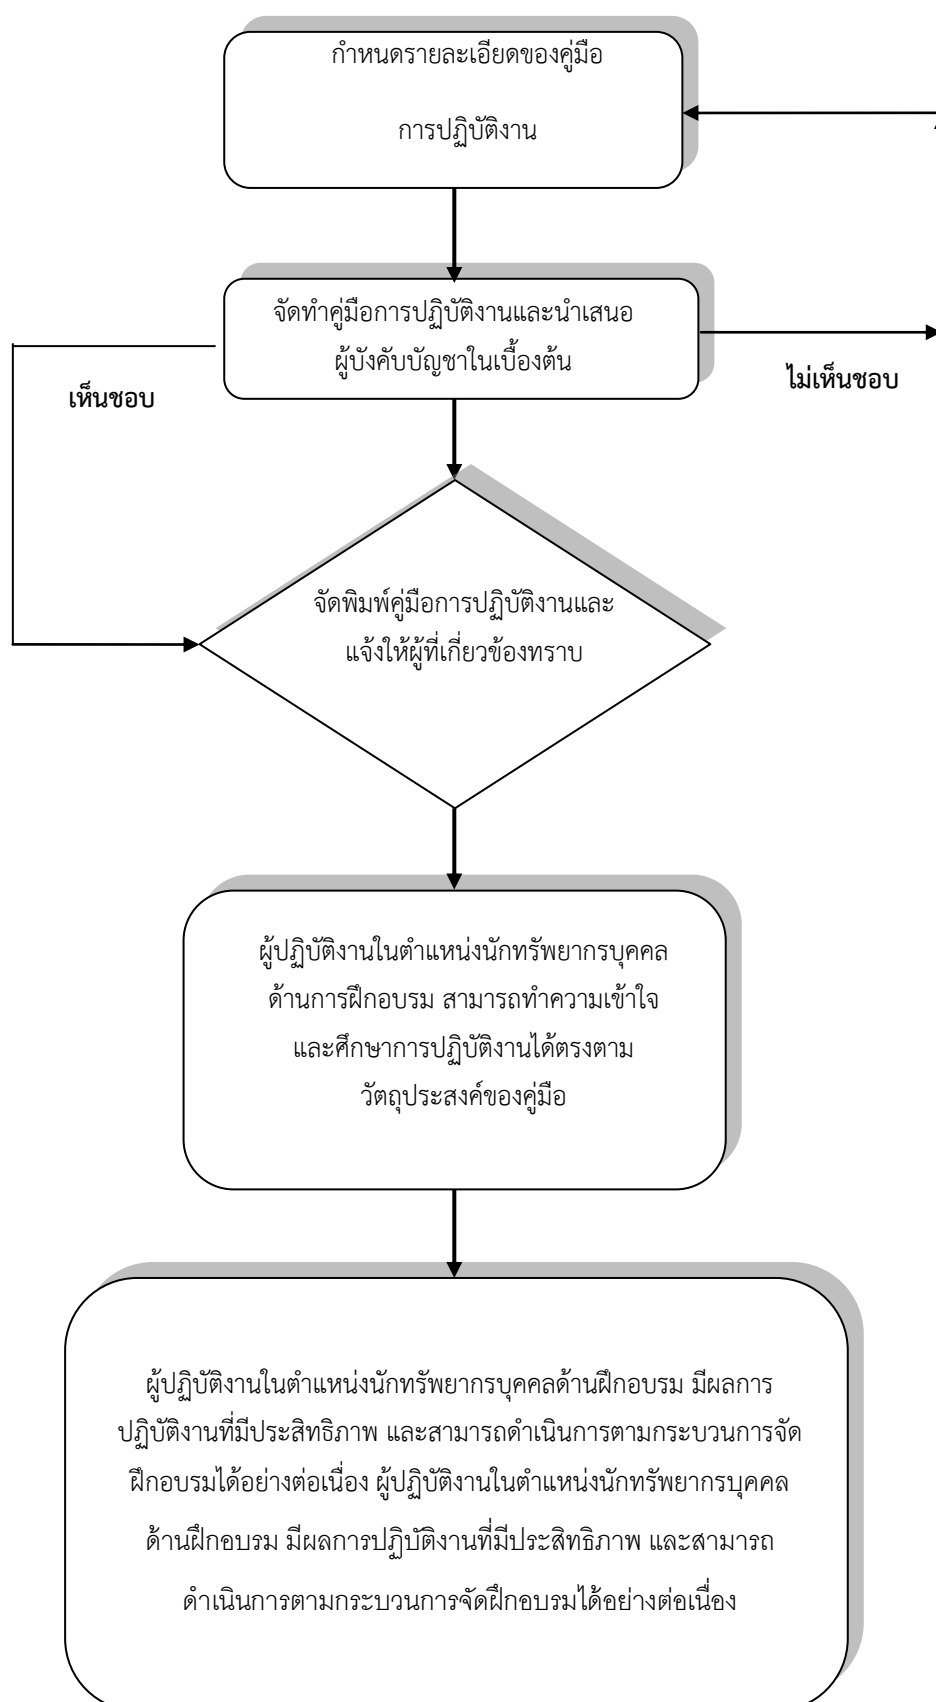 กำหนดรายละเอียดของคู่มือ
การปฏิบัติงาน
จัดทำคู่มือการปฏิบัติงานและนำเสนอ
ผู้บังคับบัญชาในเบื้องต้น
ไม่เห็นชอบ
เห็นชอบ
จัดพิมพ์คู่มือการปฏิบัติงานและ
แจ้งให้ผู้ที่เกี่ยวข้องทราบ
ผู้ปฏิบัติงานในตำแหน่งนักทรัพยากรบุคคล
ด้านการฝึกอบรม สามารถทำความเข้าใจ
และศึกษาการปฏิบัติงานได้ตรงตาม
วัตถุประสงค์ของคู่มือ
ผู้ปฏิบัติงานในตำแหน่งนักทรัพยากรบุคคลด้านฝึกอบรม มีผลการ
ปฏิบัติงานที่มีประสิทธิภาพ และสามารถดำเนินการตามกระบวนการจัด
ฝึกอบรมได้อย่างต่อเนื่อง ผู้ปฏิบัติงานในตำแหน่งนักทรัพยากรบุคคล
ด้านฝึกอบรม มีผลการปฏิบัติงานที่มีประสิทธิภาพ และสามารถ
ดำเนินการตามกระบวนการจัดฝึกอบรมได้อย่างต่อเนื่อง